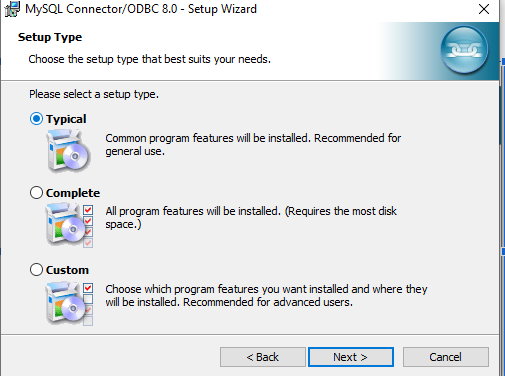 MySQL Connector/ODBC 8.0 - Setup Wizard
Setup Type
Choose the setup type that best suits your needs.
Please select a setup type.
Typical
Common program features will be installed. Recommended for
general use.
Complete
All program features will be installed. (Requires the most disk
space.)
Custom
Choose which program features you want installed and where they
will be installed. Recommended for advanced users.
< Back
Next >
Cancel